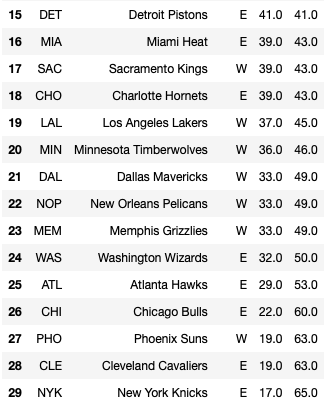 15 DET Detroit Pistons E 41.0 41.0
16 MIA Miami Heat E 39.0 43.0
17 SAC Sacramento Kings W 39.0 43.0
18 CHO Charlotte Hornets E 39.0 43.0
19 LAL Los Angeles Lakers W 37.0 45.0
20 MIN Minnesota Timberwolves W 36.0 46.0
21 DAL Dallas Mavericks W 33.0 49.0
22 NOP New Orleans Pelicans W 33.0 49.0
23 MEM Memphis Grizzlies W 33.0 49.0
24 WAS Washington Wizards E 32.0 50.0
25 ATL Atlanta Hawks E 29.0 53.0
26 CHI Chicago Bulls E 22.0 60.0
27 PHO Phoenix Suns W 19.0 63.0
28 CLE Cleveland Cavaliers E 19.0 63.0
29 NYK New York Knicks E 17.0 65.0